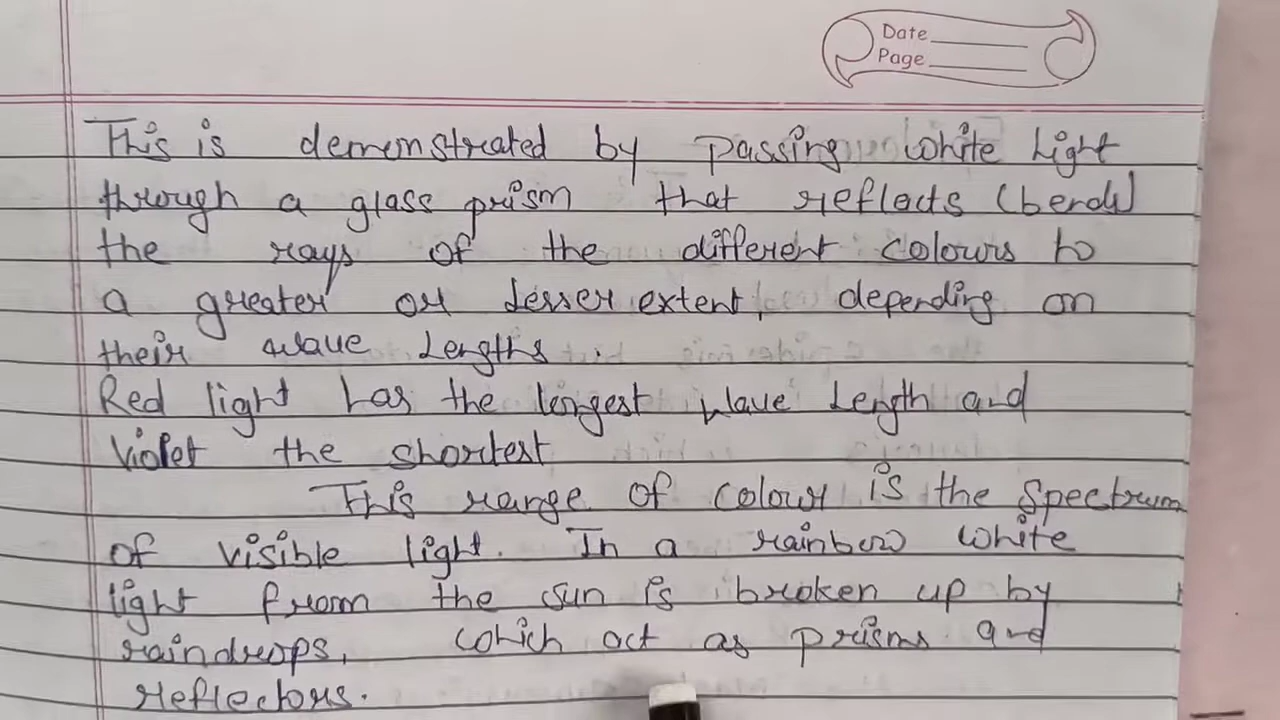 Date
Page
This is demonstrated by passing white light
through a glass prism that reflects (bends)
the rays of the different colours to
a greater or lesser extent, depending on
their wave lengths.
Red light has the longest wave length and
violet the shortest
This range of colour is the spectrum
of visible light. In a rainbow white
light from the sun is broken up by
raindrops, which act as prisms and
reflectors.